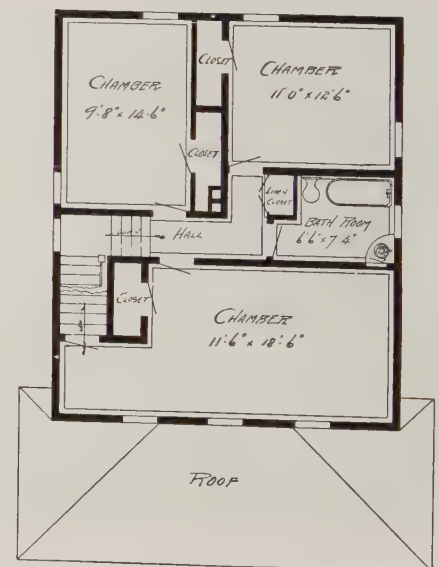 CHAMBER
9'-8" x 14'-6"
CLOSET
CHAMBER
11'-0" x 12'-6"
CLOSET
LINEN
CLOSET
BATH ROOM
6'6" x 7'4"
HALL
CLOSET
CHAMBER
11'-6" x 18'-6"
ROOF